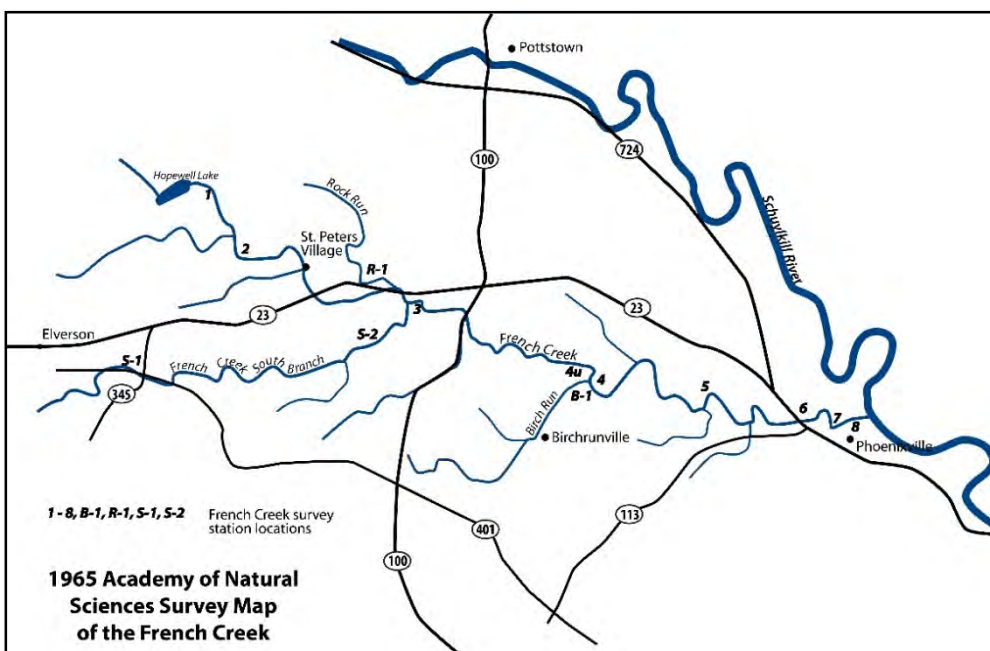 Pottstown
100
724
Hopewell Lake
1
Rock Run
Schuylkill River
2
St. Peters
Village
R-1
3
23
23
Elverson
S-2
French Creek
S-1
French Creek South Branch
4u
4
5
345
B-1
Birch Run
6
7
8
Birchrunville
Phoenixville
1 - 8, B-1, R-1, S-1, S-2
French Creek survey
station locations
113
401
100
1965 Academy of Natural
Sciences Survey Map
of the French Creek